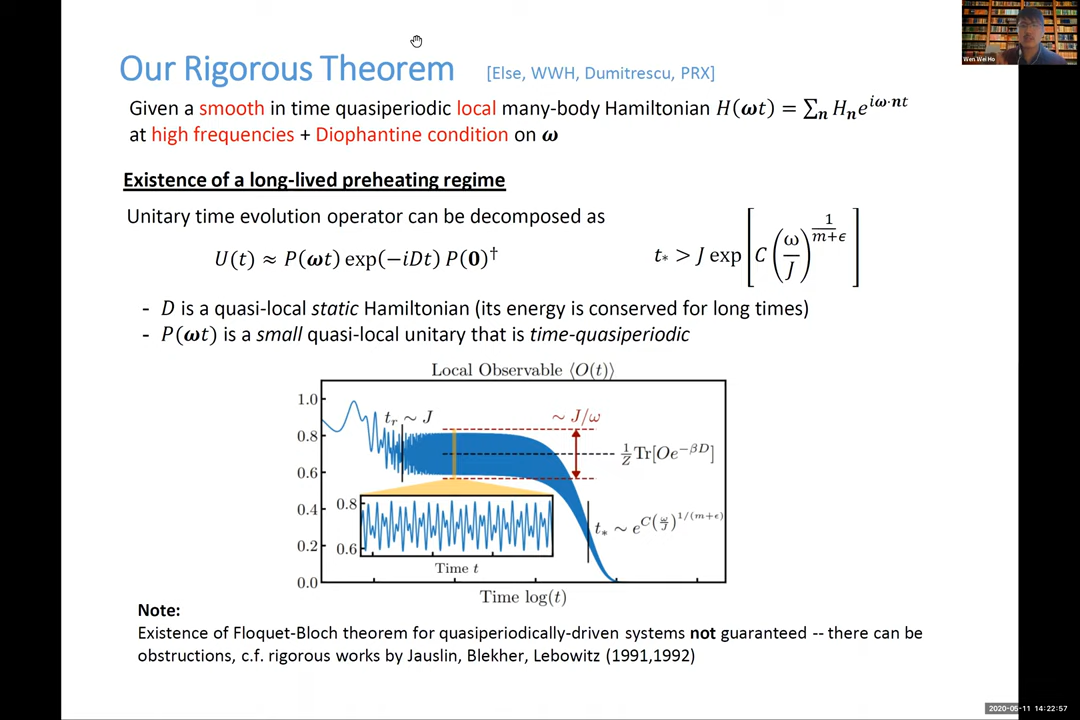 Wen Wei Ho
Our Rigorous Theorem [Else, WWH, Dumitrescu, PRX]
Given a smooth in time quasiperiodic local many-body Hamiltonian H(ωt) = ∑ₙ Hₙe^{iω·nt}
at high frequencies + Diophantine condition on ω
Existence of a long-lived preheating regime
Unitary time evolution operator can be decomposed as
U(t) ≈ P(ωt) exp(−iDt) P(0)†
t* > J exp[C(ω/J)^{1/(m+ϵ)}]
- D is a quasi-local static Hamiltonian (its energy is conserved for long times)
- P(ωt) is a small quasi-local unitary that is time-quasiperiodic
Local Observable ⟨O(t)⟩
1.0
0.8
0.6
0.4
0.2
0.0
t_r ~ J
~ J/ω
1/Z Tr[Oe^{−βD}]
t* ~ e^{C(ω/J)^{1/(m+ϵ)}}
0.8
0.6
Time t
Time log(t)
Note:
Existence of Floquet-Bloch theorem for quasiperiodically-driven systems not guaranteed -- there can be
obstructions, c.f. rigorous works by Jauslin, Blekher, Lebowitz (1991,1992)
2020-05-11 14:22:57